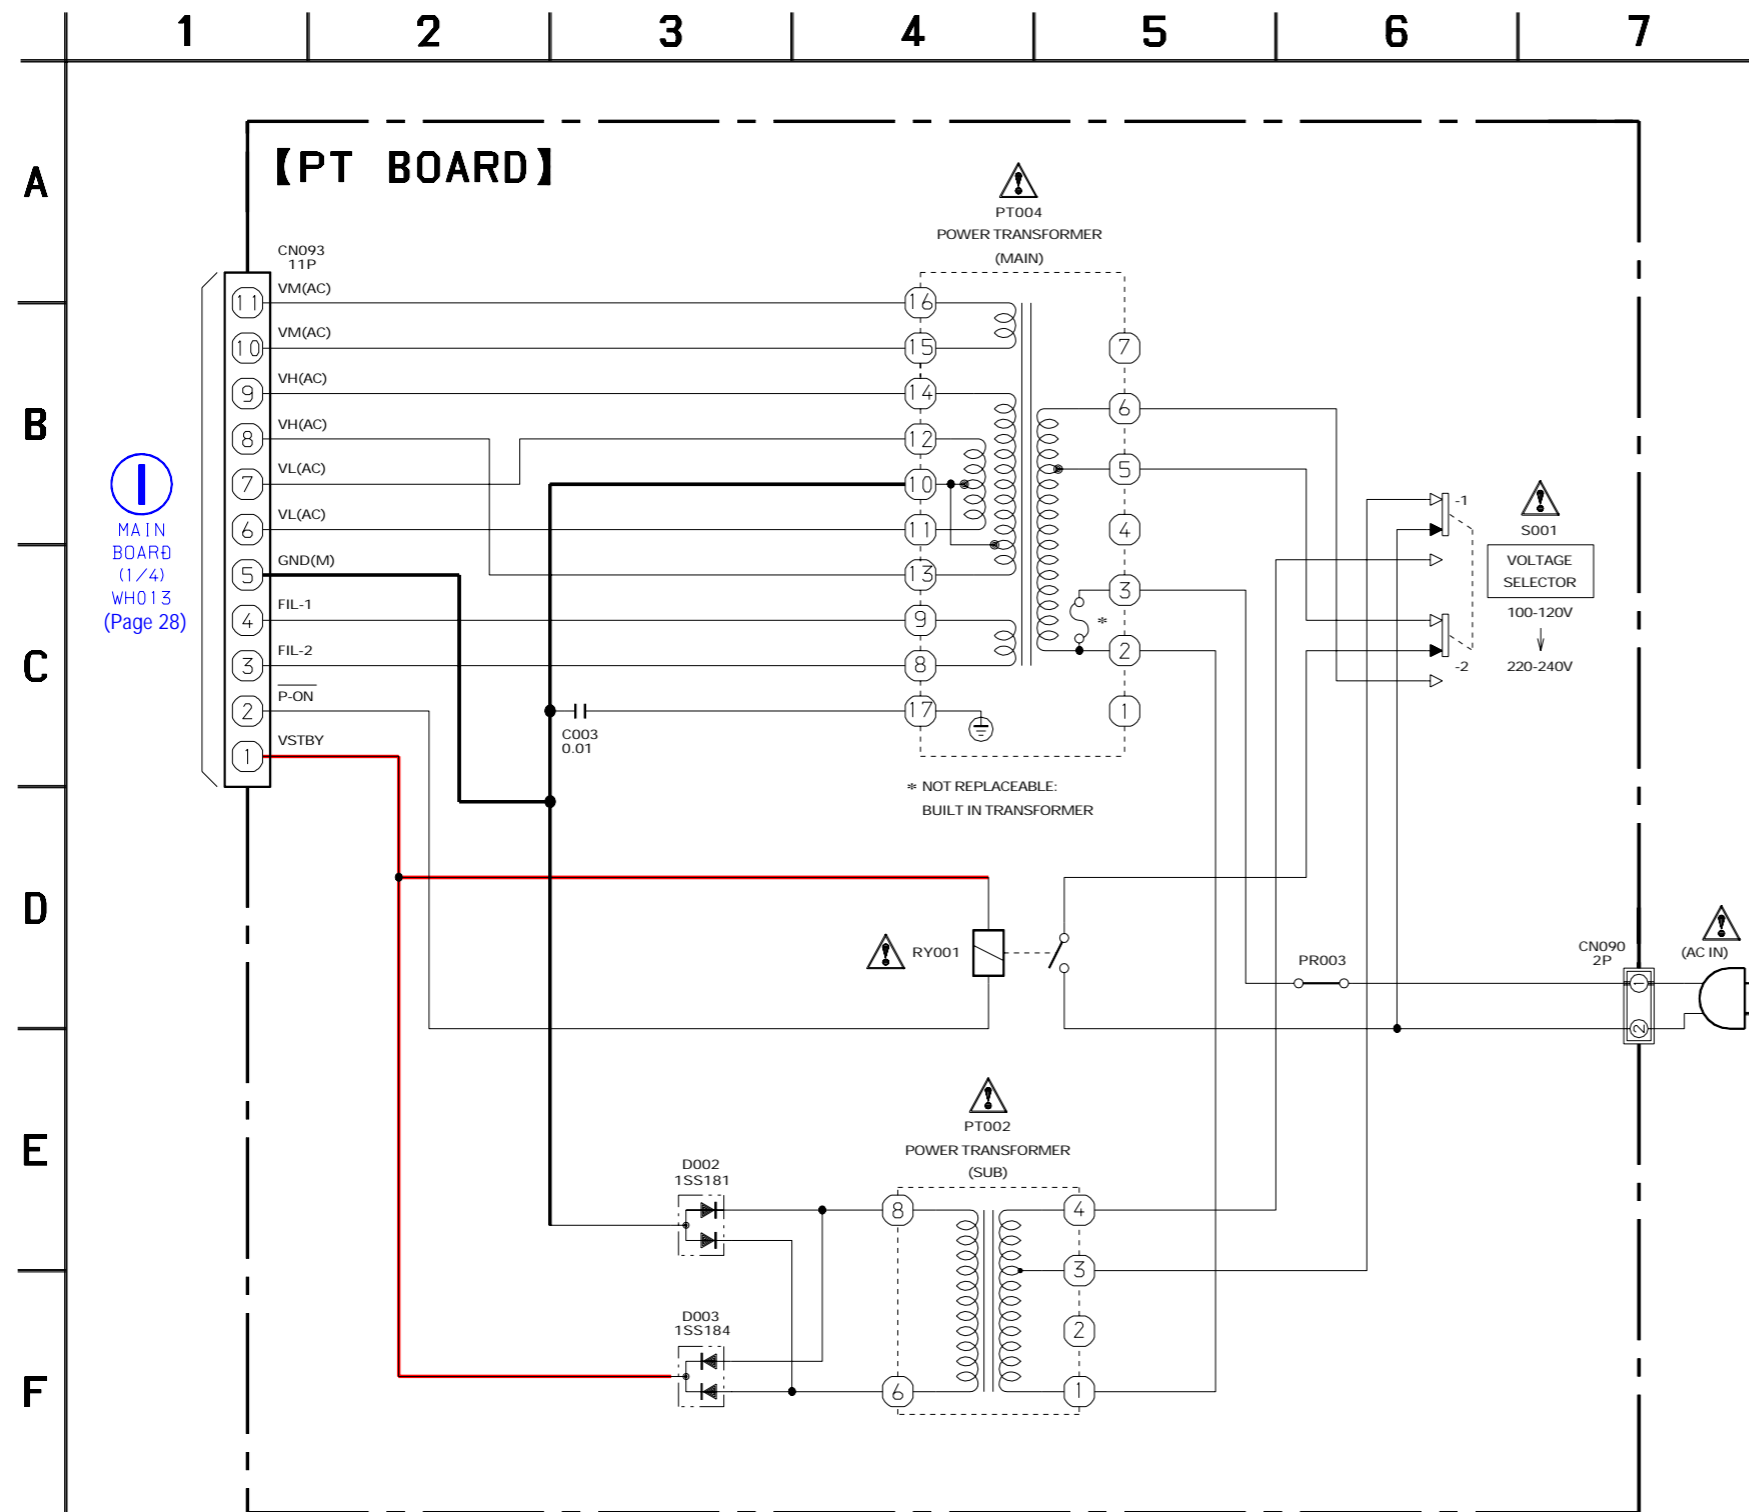 1 2 3 4 5 6 7
A
【PT BOARD】
PT004
POWER TRANSFORMER
(MAIN)
CN093
11P
11 VM(AC) 16
10 VM(AC) 15 7
B
9 VH(AC) 14 6
8 VH(AC) 12
7 VL(AC) 10 5
6 VL(AC) 11 4
5 GND(M) 13 3
4 FIL-1 9 *
3 FIL-2 8 2
2 P-ON 17 1
1 VSTBY
I
MAIN
BOARD
(1/4)
WH013
(Page 28)
-1
S001
VOLTAGE
SELECTOR
100-120V
220-240V
-2
C
C003
0.01
* NOT REPLACEABLE:
BUILT IN TRANSFORMER
D
RY001
PR003
CN090
2P
(AC IN)
1
2
E
PT002
POWER TRANSFORMER
(SUB)
D002
1SS181
8 4
3
D003
1SS184
2
F
6 1